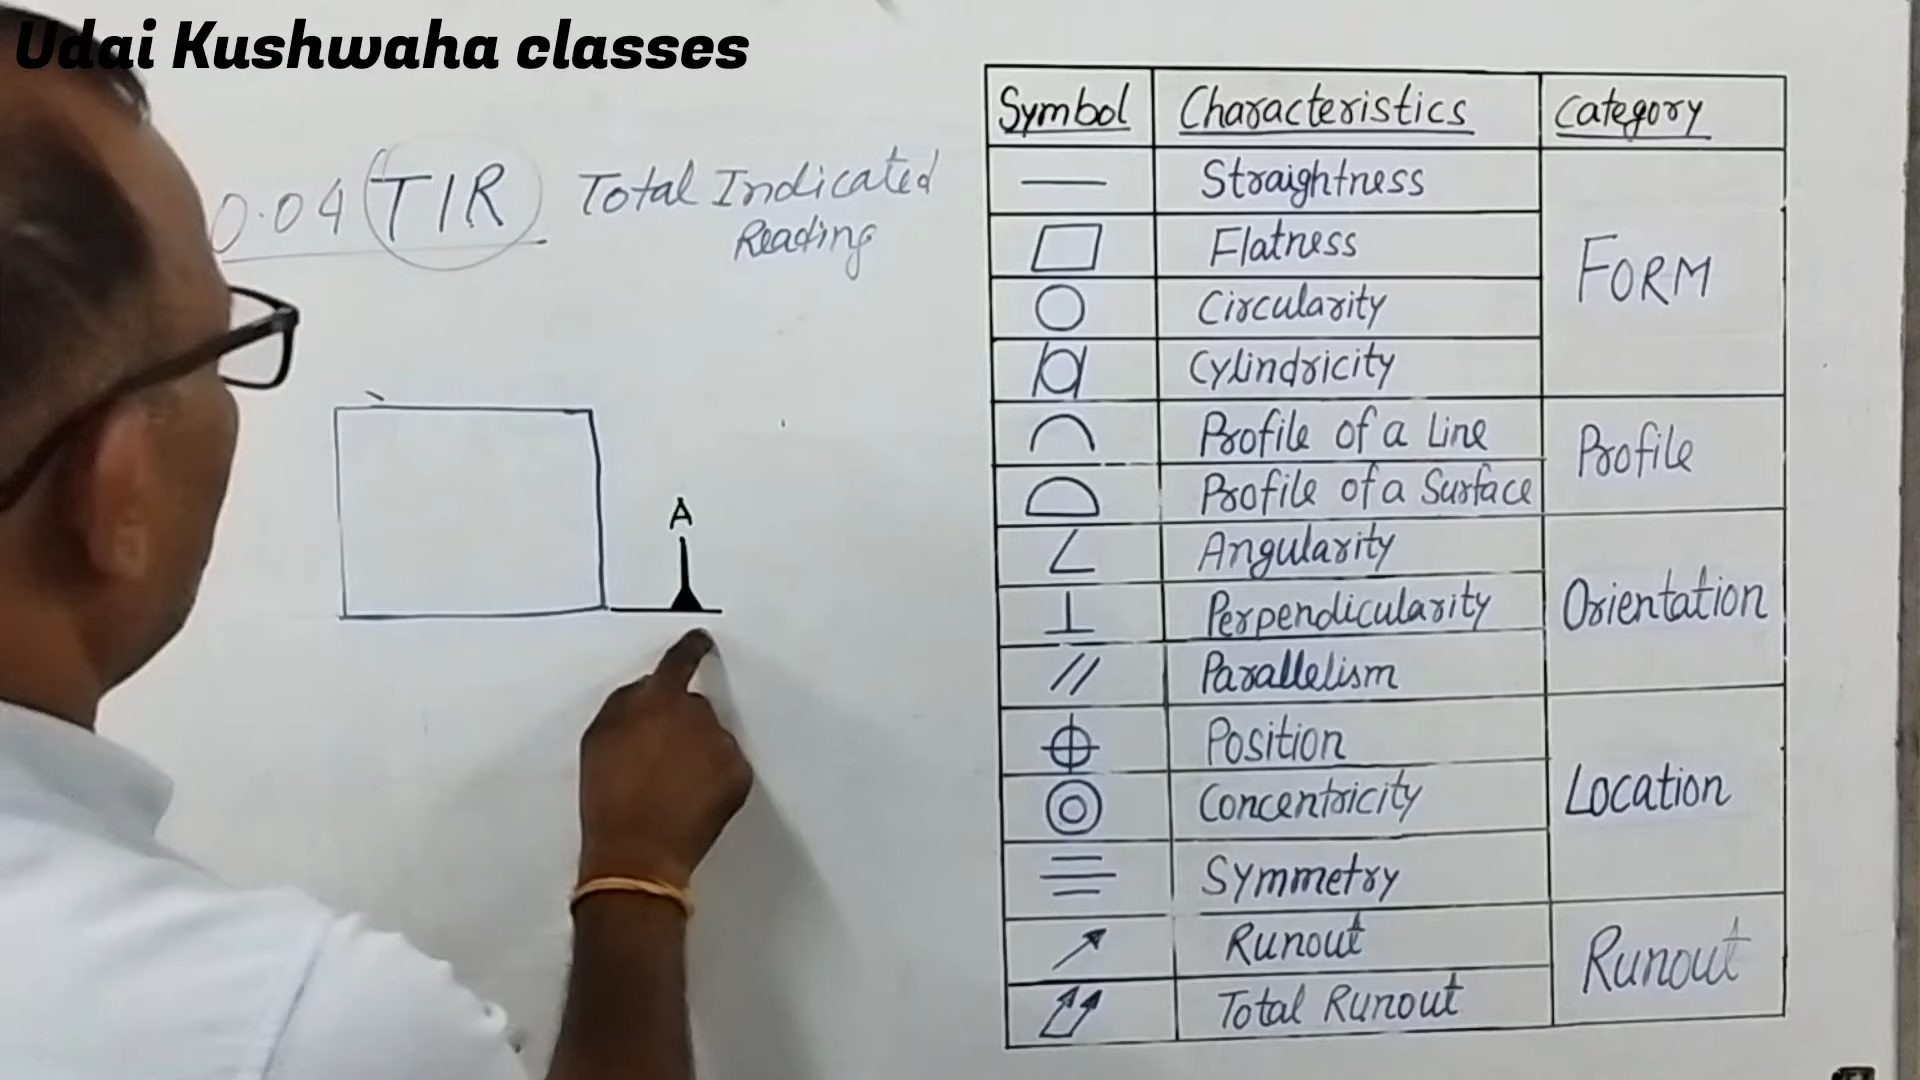 Udai Kushwaha classes
0.04 TIR Total Indicated
Reading
A
Symbol Characteristics Category
Straightness
Flatness
Circularity
Cylindricity
FORM
Profile of a Line
Profile of a Surface
Profile
Angularity
Perpendicularity
Parallelism
Orientation
Position
Concentricity
Symmetry
Location
Runout
Total Runout
Runout